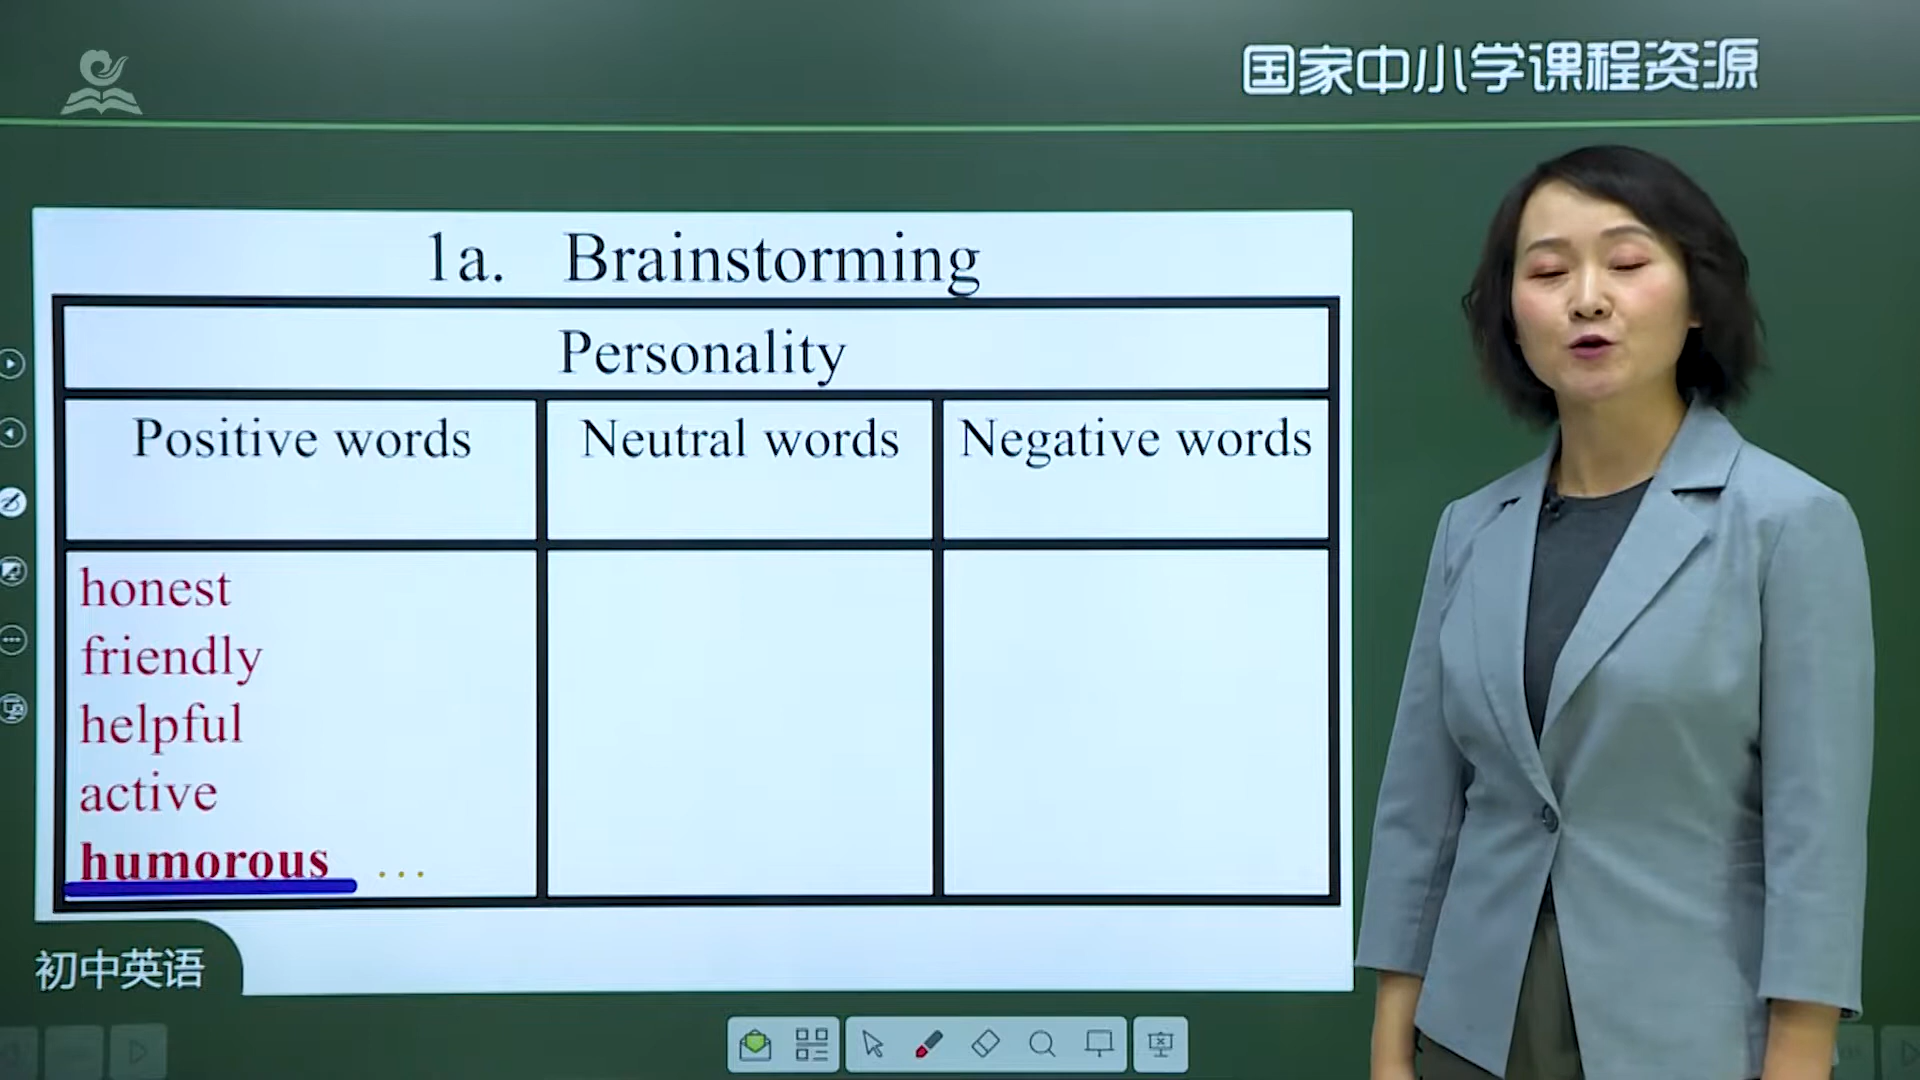 国家中小学课程资源
1a. Brainstorming
Personality
Positive words
Neutral words
Negative words
honest
friendly
helpful
active
humorous ...
初中英语